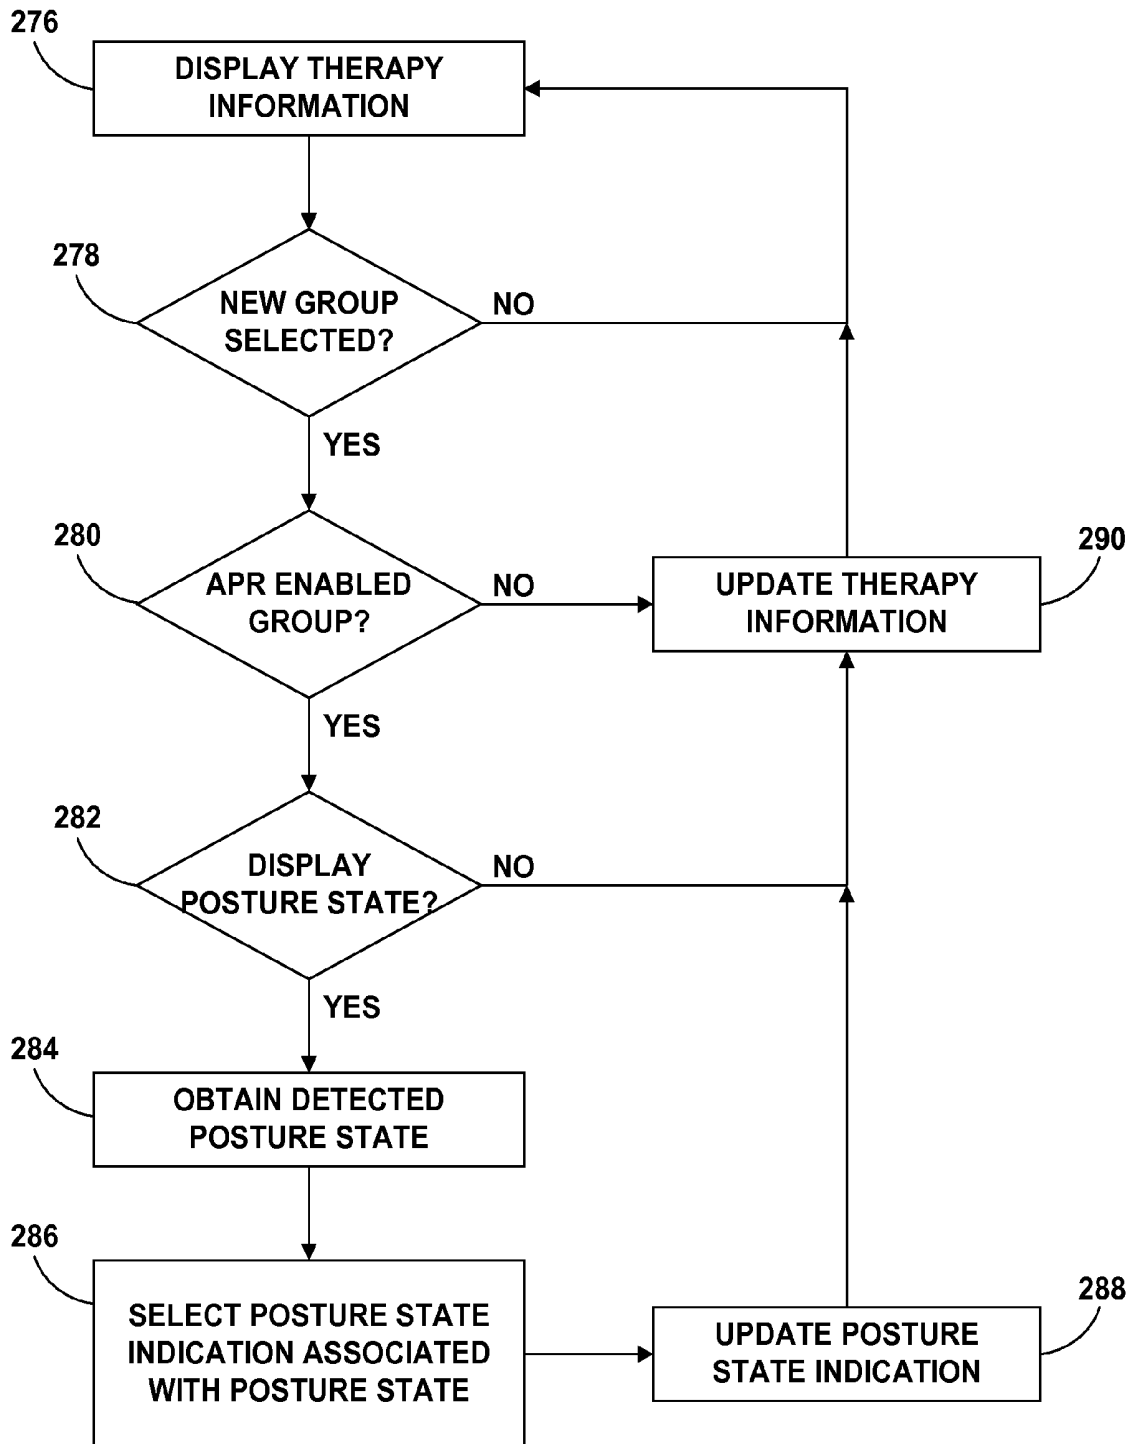 276
DISPLAY THERAPY
INFORMATION
278
NEW GROUP
SELECTED?
NO
YES
280
APR ENABLED
GROUP?
NO
290
UPDATE THERAPY
INFORMATION
YES
282
DISPLAY
POSTURE STATE?
NO
YES
284
OBTAIN DETECTED
POSTURE STATE
286
SELECT POSTURE STATE
INDICATION ASSOCIATED
WITH POSTURE STATE
288
UPDATE POSTURE
STATE INDICATION